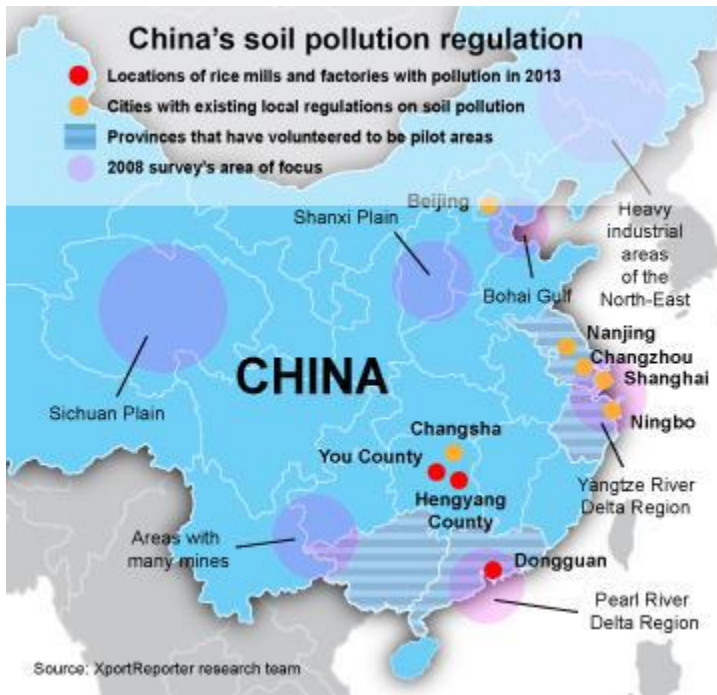 China's soil pollution regulation
Locations of rice mills and factories with pollution in 2013
Cities with existing local regulations on soil pollution
Provinces that have volunteered to be pilot areas
2008 survey's area of focus
Beijing
Shanxi Plain
Heavy
industrial
areas
of the
North-East
Bohai Gulf
Nanjing
Changzhou
Shanghai
CHINA
Sichuan Plain
Ningbo
Changsha
You County
Hengyang
County
Yangtze River
Delta Region
Areas with
many mines
Dongguan
Pearl River
Delta Region
Source: XportReporter research team